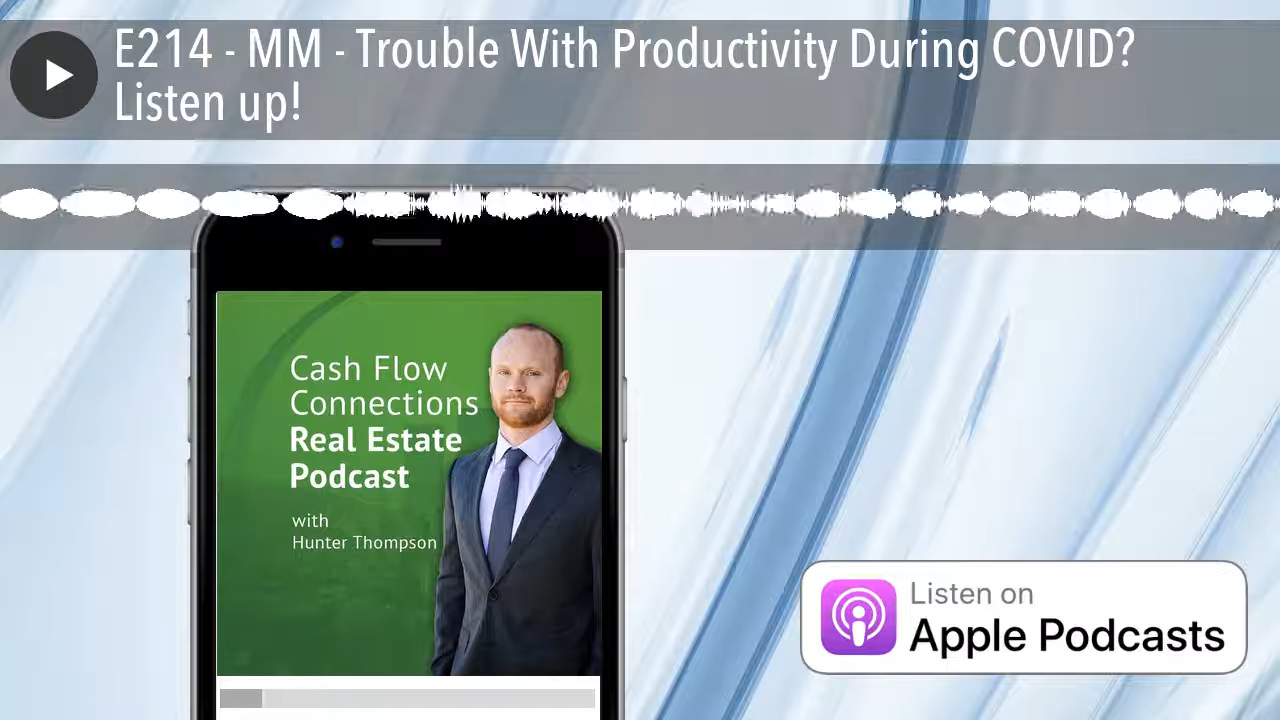 E214 - MM - Trouble With Productivity During COVID?
Listen up!
Cash Flow
Connections
Real Estate
Podcast
with
Hunter Thompson
Listen on
Apple Podcasts